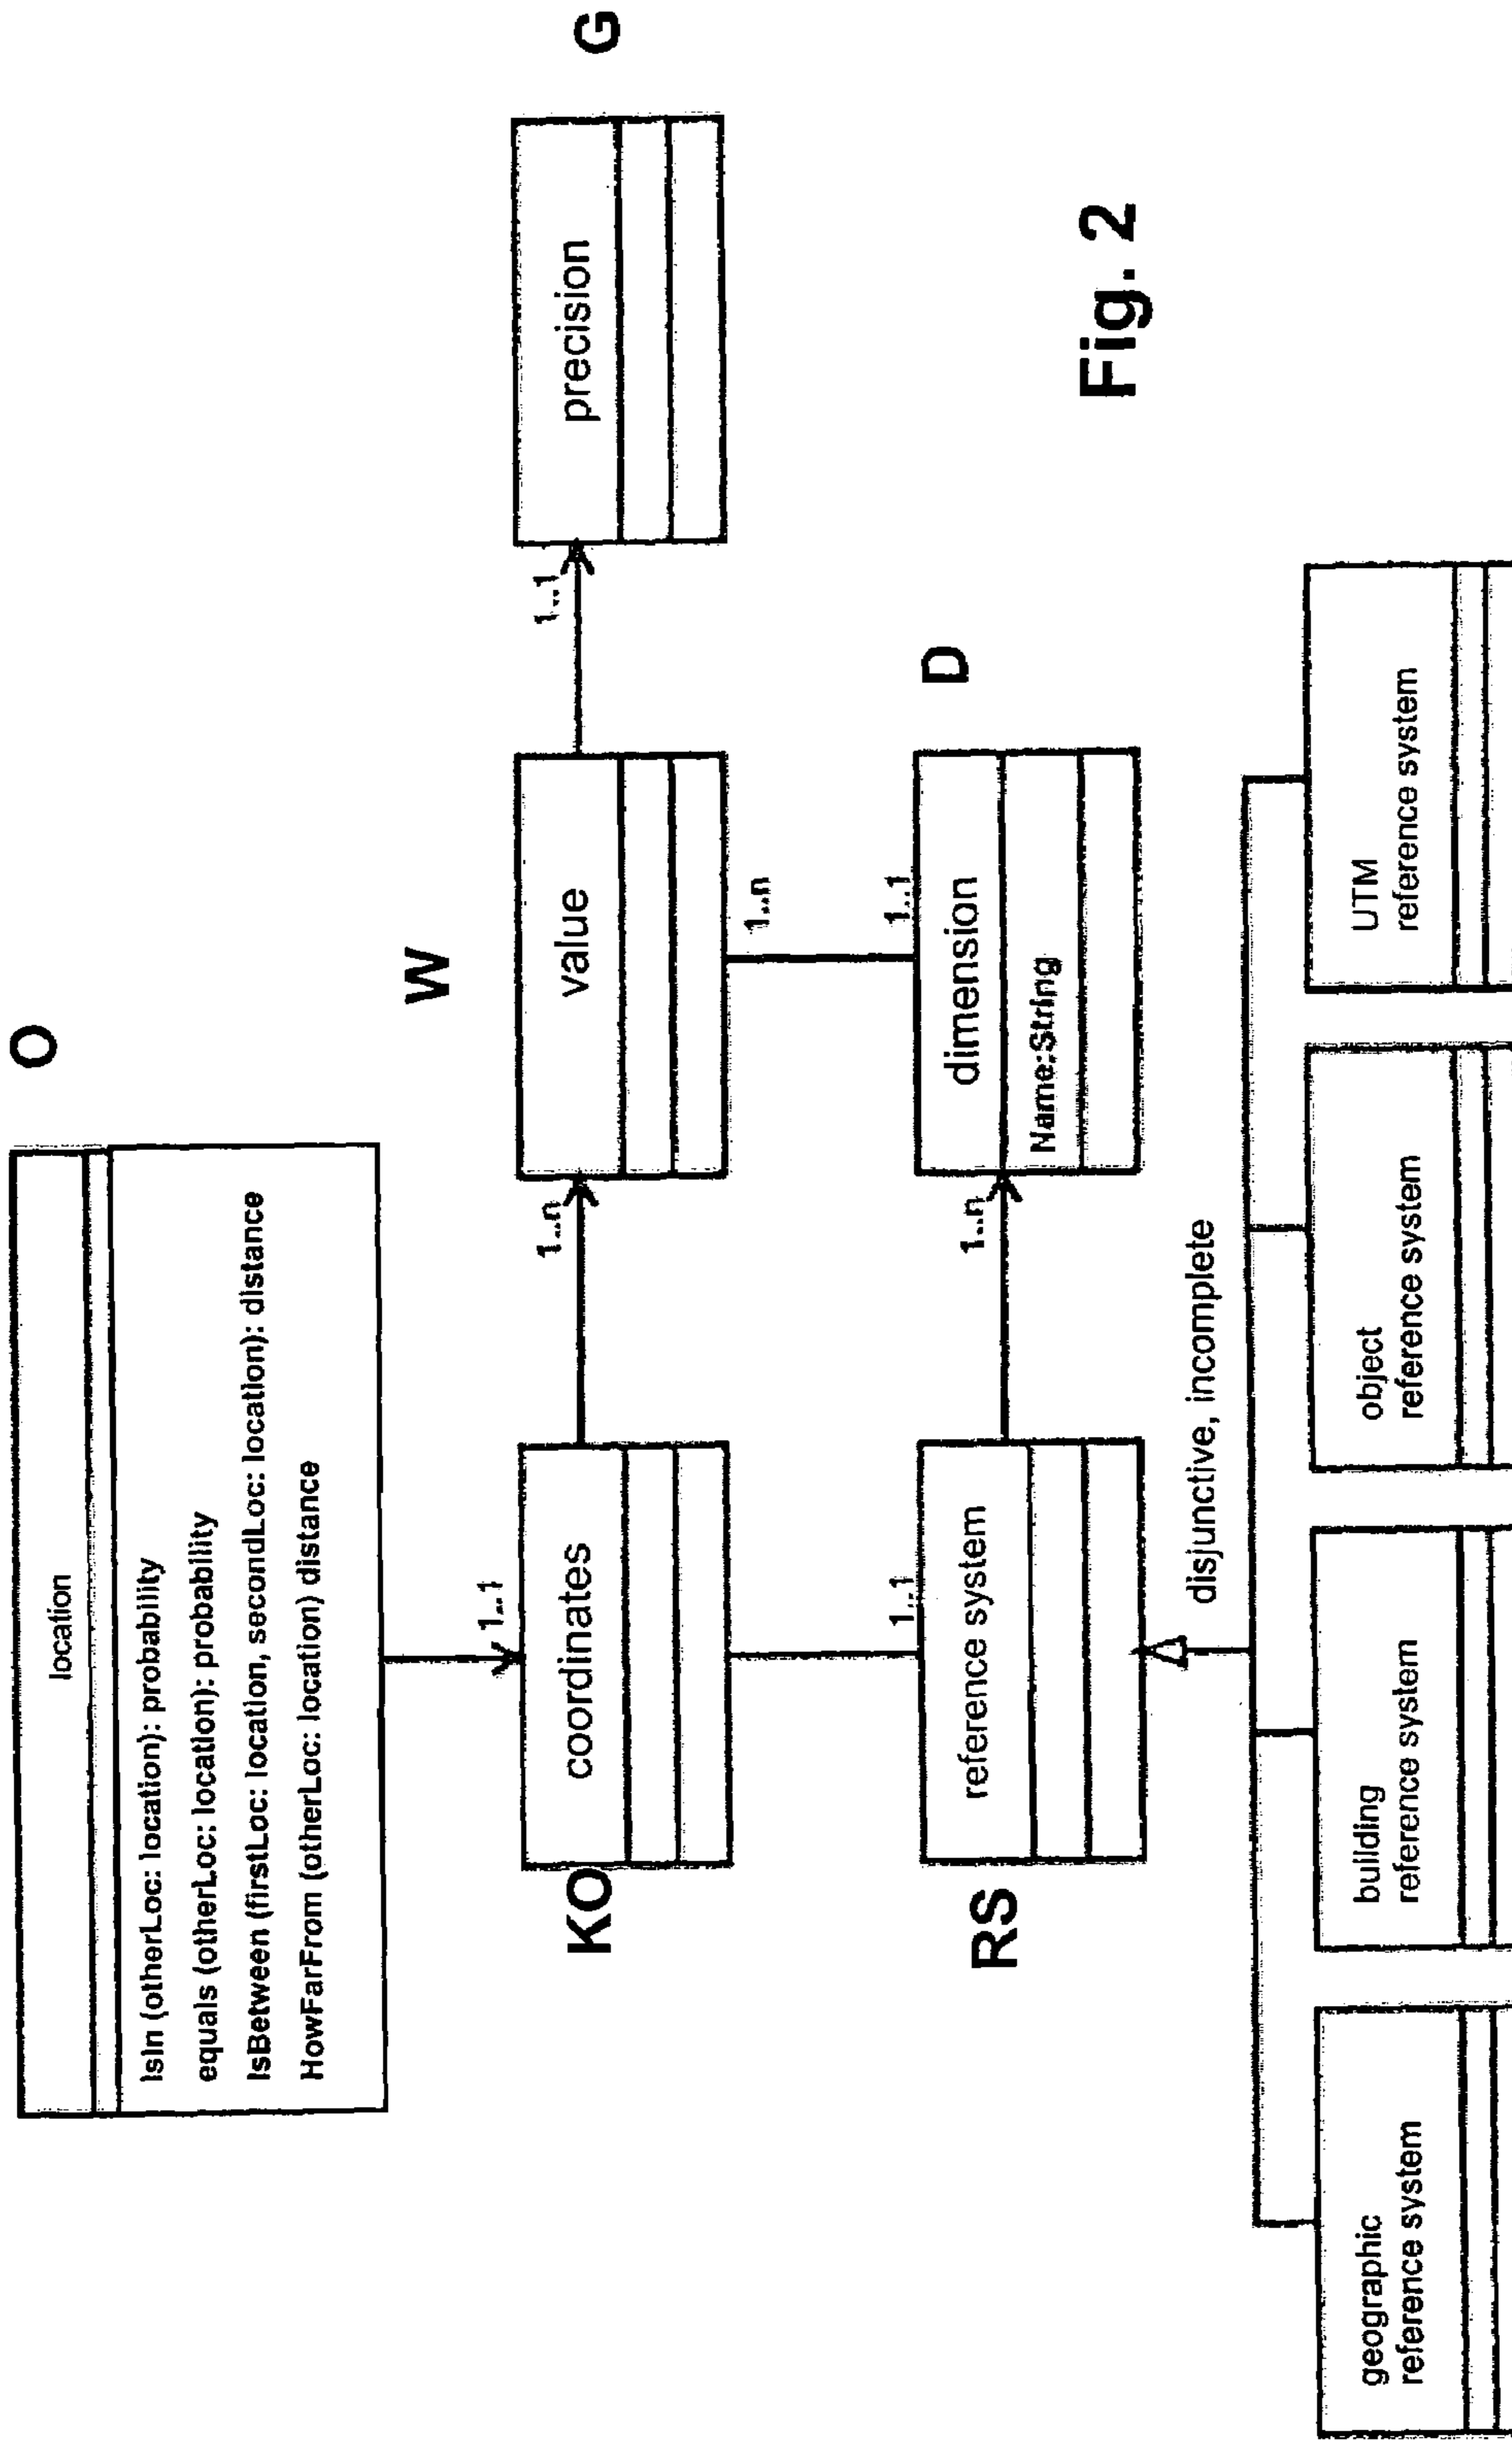 O
location
IsIn (otherLoc: location): probability
equals (otherLoc: location): probability
IsBetween (firstLoc: location, secondLoc: location): distance
HowFarFrom (otherLoc: location) distance
1..1
W
G
KO
coordinates
1..n
value
1..1
precision
1..n
1..1
1..1
D
RS
reference system
1..n
dimension
Name:String
Fig. 2
disjunctive, incomplete
geographic
reference system
building
reference system
object
reference system
UTM
reference system